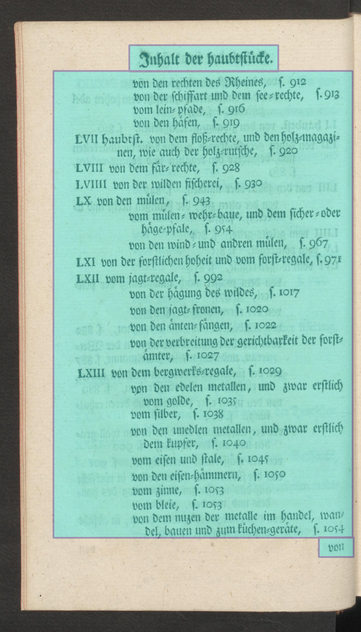 Inhalt der haubtstücke.
von den rechten des Rheines, s. 912
von der schiffart und dem see-rechte, s. 913
vom lein-pfade, s. 916
von den häfen, s. 919
LVII haubtst. von dem floß-rechte, und den holz-magazi-
nen, wie auch der holz-rutsche, s. 920
LVIII von dem fär-rechte, s. 928
LVIIII von der wilden fischerei, s. 930
LX von den mülen, s. 943
vom mülen-wehr-baue, und dem sicher-oder
häge-pfale, s. 954
von den wind- und andren mülen, s. 967
LXI von der forstlichen hoheit und vom forst-regale, s. 971
LXII vom jagt-regale, s. 992
von der hägung des wildes, s. 1017
von den jagt-fronen, s. 1020
von den änten-fängen, s. 1022
von der verbreitung der gerichtbarkeit der forst-
ämter, s. 1027
LXIII von dem bergwerks-regale, s. 1029
von den edelen metallen, und zwar erstlich
vom golde, s. 1035
vom silber, s. 1038
von den unedlen metallen, und zwar erstlich
dem kupfer, s. 1040
vom eisen und stale, s. 1045
von den eisen-hämmern, s. 1050
vom zinne, s. 1053
vom bleie, s. 1053
von dem nuzen der metalle im handel, wan-
del, bauen und zum küchen-geräte, s. 1054
von